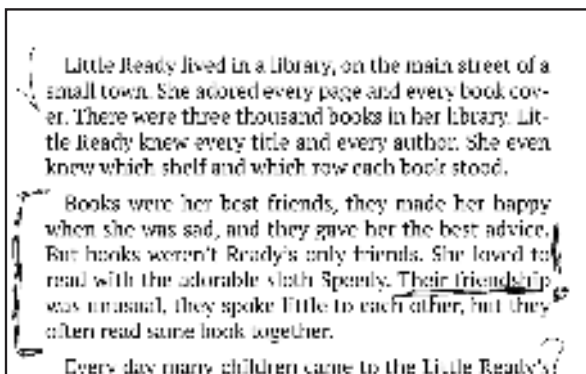 Little Ready lived in a library, on the main street of a
small town. She adored every page and every book cov-
er. There were three thousand books in her library. Lit-
tle Ready knew every title and every author. She even
knew which shelf and which row each book stood.
Books were her best friends, they made her happy
when she was sad, and they gave her the best advice.
But books weren't Ready's only friends. She loved to
read with the adorable sloth Speedy. Their friendship
was unusual, they spoke little to each other, but they
often read same book together.
Every day many children came to the Little Ready's